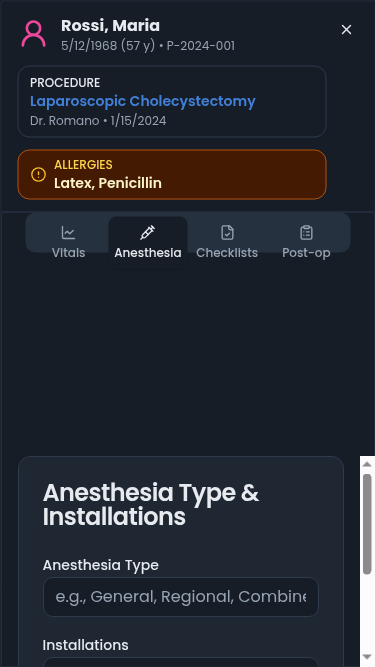 Rossi, Maria
5/12/1968 (57 y) • P-2024-001
PROCEDURE
Laparoscopic Cholecystectomy
Dr. Romano • 1/15/2024
ALLERGIES
Latex, Penicillin
Vitals
Anesthesia
Checklists
Post-op
Anesthesia Type &
Installations
Anesthesia Type
e.g., General, Regional, Combine
Installations